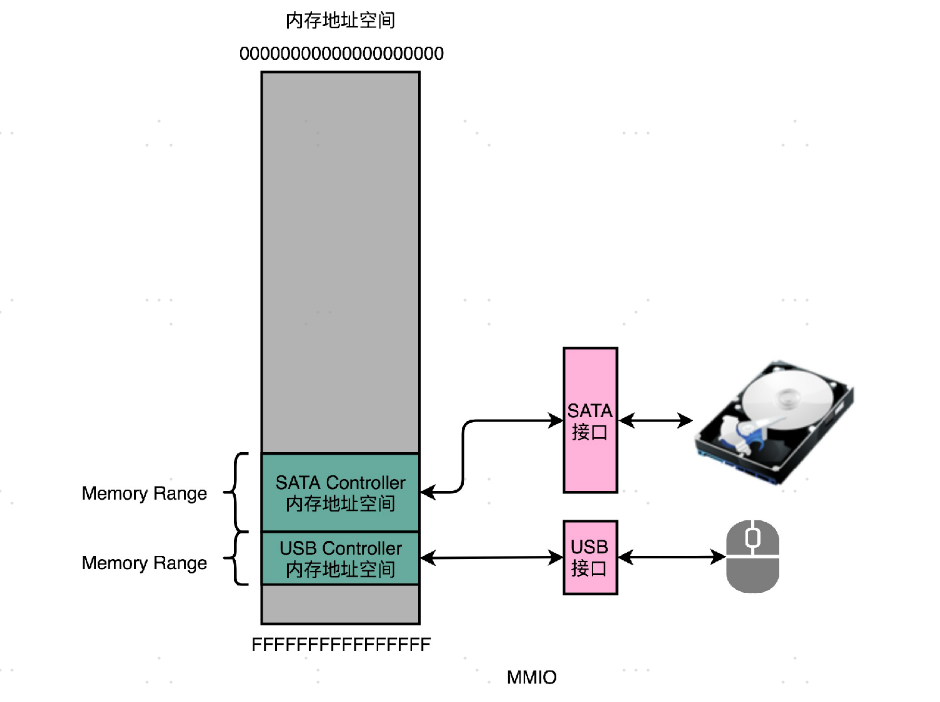 内存地址空间
00000000000000000000
SATA Controller
内存地址空间
Memory Range
USB Controller
内存地址空间
Memory Range
SATA
接口
USB
接口
FFFFFFFFFFFFFFFF
MMIO